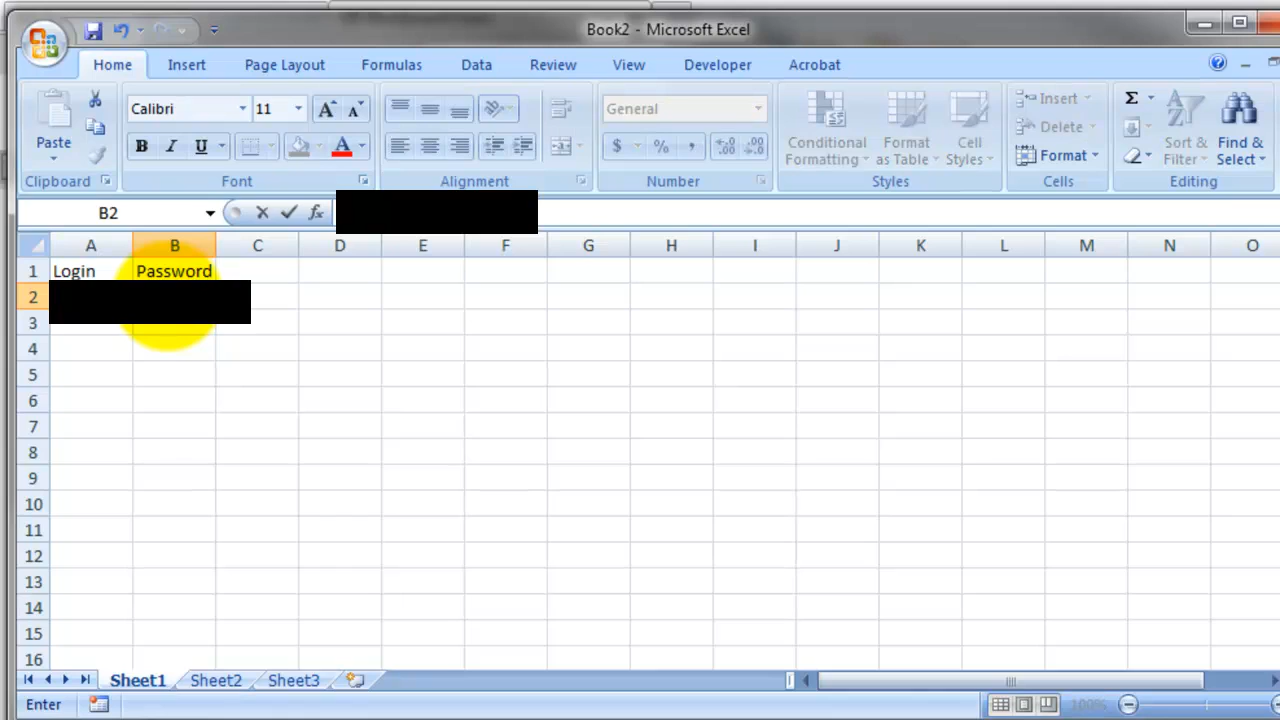 Book2 - Microsoft Excel
Home Insert Page Layout Formulas Data Review View Developer Acrobat
Calibri 11 General Σ Insert
Paste B I U A $ % , .00 Conditional Formatting Format as Table Cell Styles Delete Format Sort & Filter Find & Select
Clipboard Font Alignment Number Styles Cells Editing
B2 fx
A B C D E F G H I J K L M N O
1 Login Password
2
3
4
5
6
7
8
9
10
11
12
13
14
15
16
Sheet1 Sheet2 Sheet3
Enter 100%